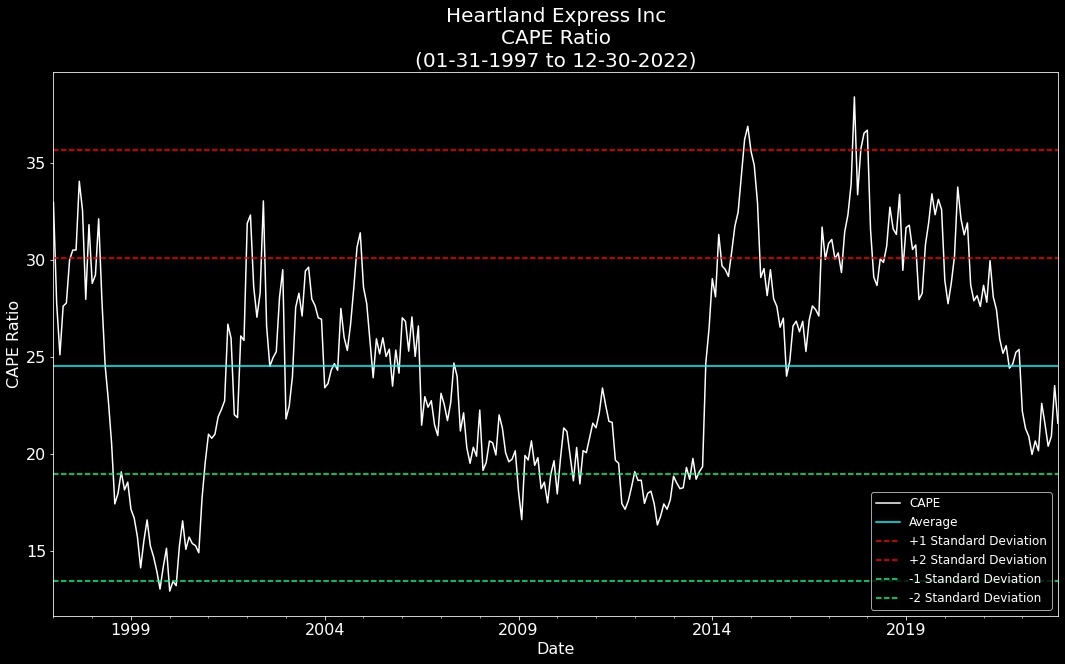 Heartland Express Inc
CAPE Ratio
(01-31-1997 to 12-30-2022)
CAPE Ratio
35
30
25
20
15
CAPE
Average
+1 Standard Deviation
+2 Standard Deviation
-1 Standard Deviation
-2 Standard Deviation
1999 2004 2009 2014 2019
Date